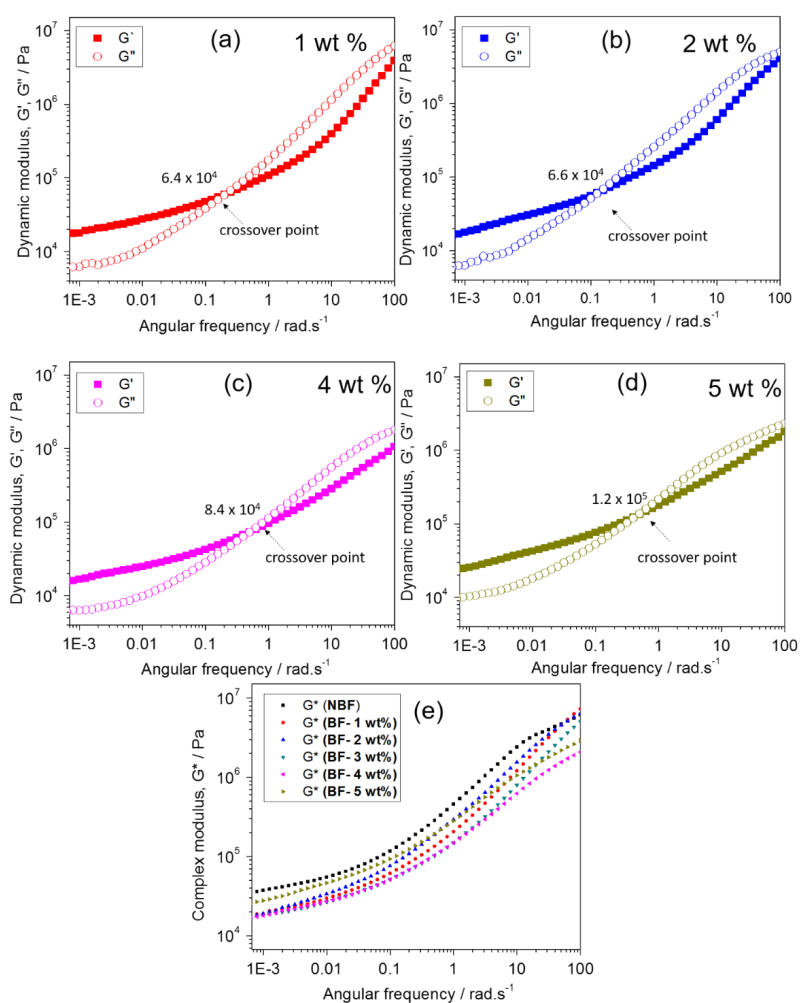 (a)
1 wt %
G`
G"
Dynamic modulus, G', G" / Pa
10⁷
10⁶
10⁵
10⁴
6.4 x 10⁴
crossover point
1E-3 0.01 0.1 1 10 100
Angular frequency / rad.s⁻¹
(b)
2 wt %
G'
G"
Dynamic modulus, G', G" / Pa
10⁷
10⁶
10⁵
10⁴
6.6 x 10⁴
crossover point
1E-3 0.01 0.1 1 10 100
Angular frequency / rad.s⁻¹
(c)
4 wt %
G'
G"
Dynamic modulus, G', G" / Pa
10⁷
10⁶
10⁵
10⁴
8.4 x 10⁴
crossover point
1E-3 0.01 0.1 1 10 100
Angular frequency / rad.s⁻¹
(d)
5 wt %
G'
G"
Dynamic modulus, G', G" / Pa
10⁷
10⁶
10⁵
10⁴
1.2 x 10⁵
crossover point
1E-3 0.01 0.1 1 10 100
Angular frequency / rad.s⁻¹
(e)
G* (NBF)
G* (BF- 1 wt%)
G* (BF- 2 wt%)
G* (BF- 3 wt%)
G* (BF- 4 wt%)
G* (BF- 5 wt%)
Complex modulus, G* / Pa
10⁷
10⁶
10⁵
10⁴
1E-3 0.01 0.1 1 10 100
Angular frequency / rad.s⁻¹